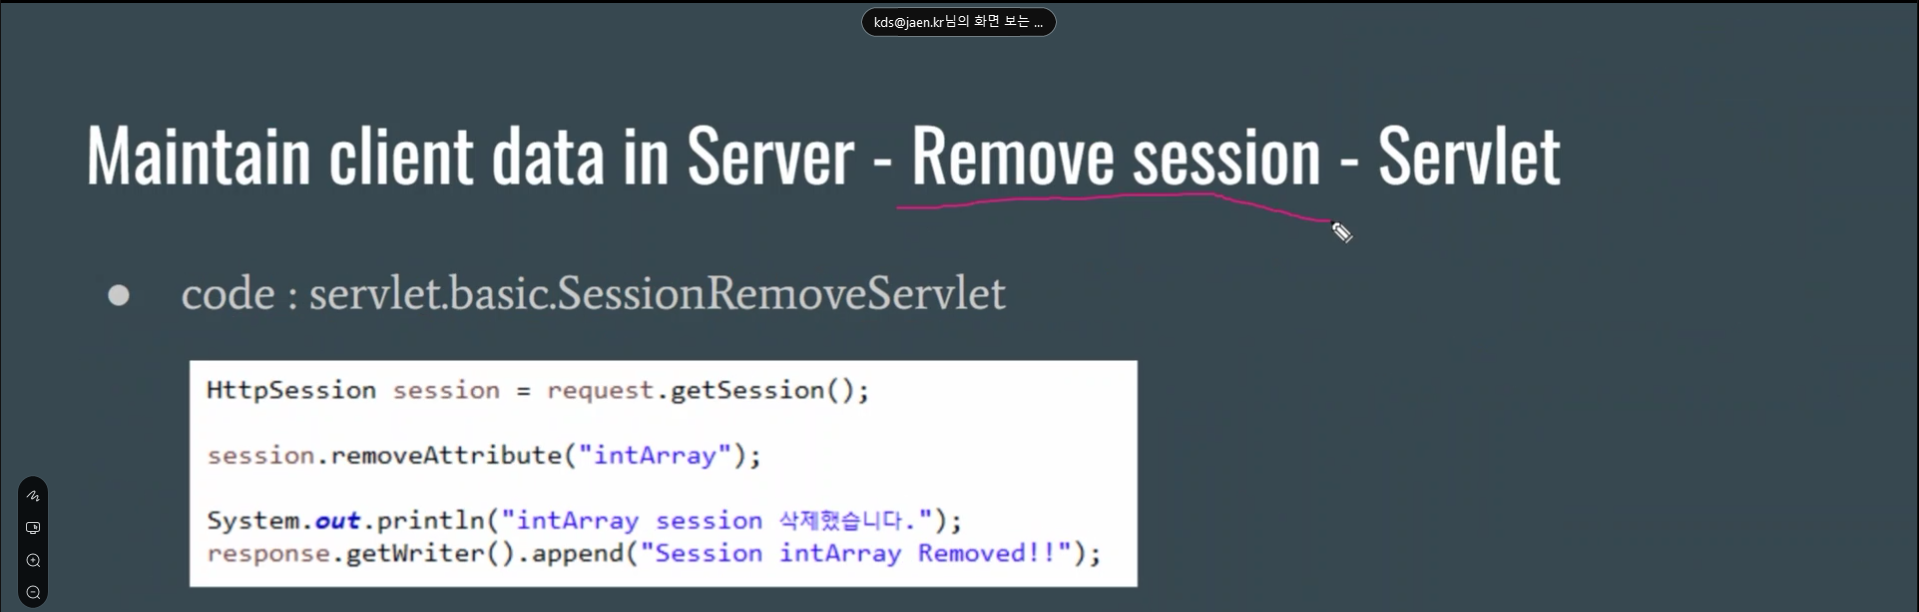 kds@jaen.kr님의 화면 보는 ...
Maintain client data in Server - Remove session - Servlet
● code : servlet.basic.SessionRemoveServlet
HttpSession session = request.getSession();
session.removeAttribute("intArray");
System.out.println("intArray session 삭제했습니다.");
response.getWriter().append("Session intArray Removed!!");